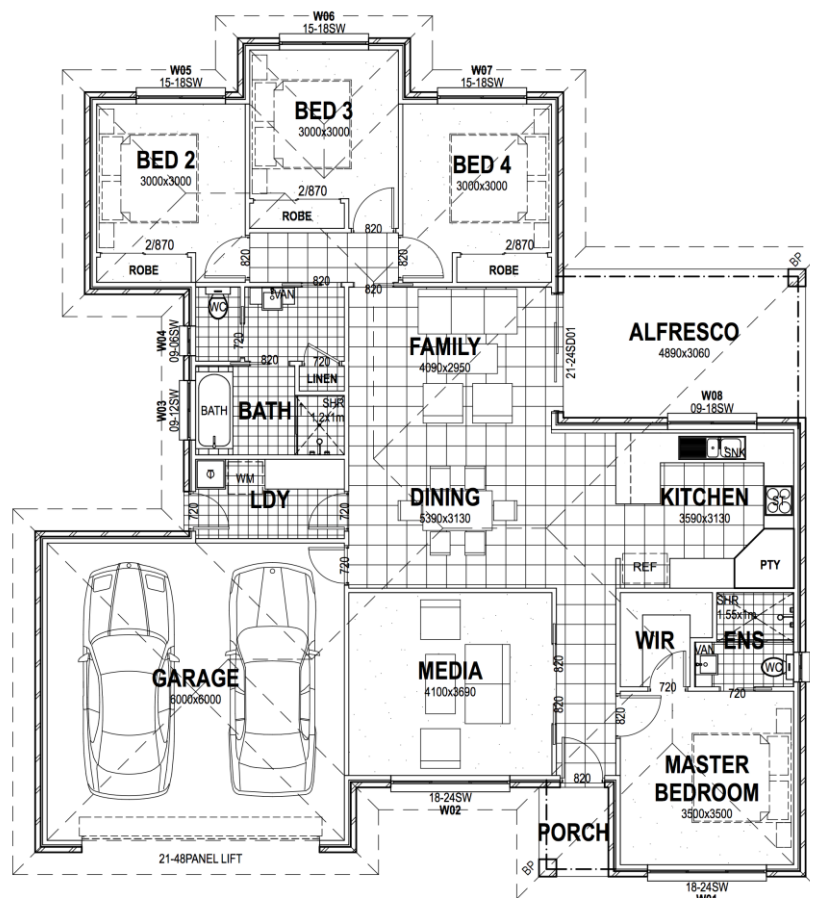 W06
15-18SW
W05
15-18SW
W07
15-18SW
BED 3
3000x3000
BED 2
3000x3000
BED 4
3000x3000
2/870
ROBE
820
2/870
ROBE
820
820
2/870
ROBE
820
820
BP
WC
VAN
W04
09-06SW
720
820
720
LINEN
FAMILY
4090x2950
21-24SD01
ALFRESCO
4890x3060
W08
09-18SW
W03
09-12SW
BATH
BATH
SHR
1.2x1m
SNK
WM
LDY
720
720
DINING
5390x3130
KITCHEN
3590x3130
720
REF
PTY
SHR
1.55x1m
WIR
ENS
VAN
WC
GARAGE
6000x6000
MEDIA
4100x3690
820
820
720
720
820
MASTER
BEDROOM
3500x3500
820
18-24SW
W02
PORCH
21-48PANEL LIFT
BP
18-24SW
W01